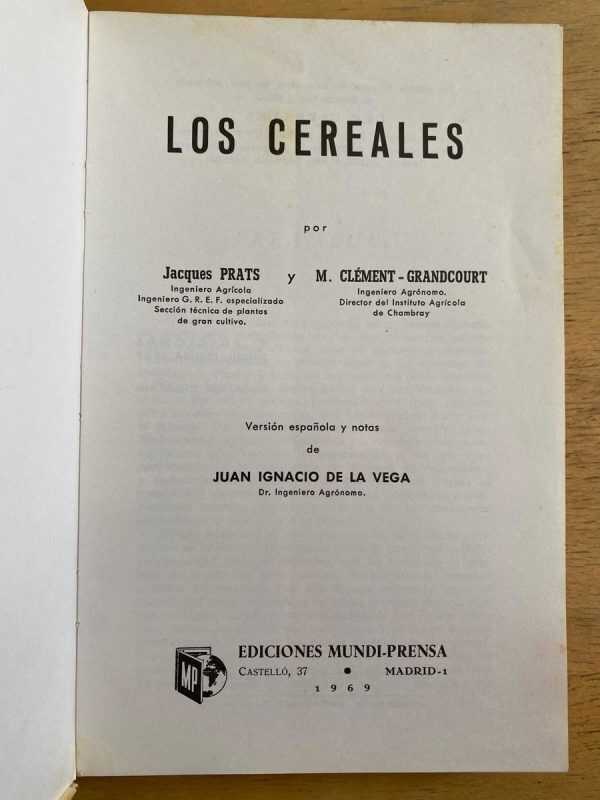 LOS CEREALES
por
Jacques PRATS y M. CLÉMENT-GRANDCOURT
Ingeniero Agrícola
Ingeniero G. R. E. F. especializado
Sección técnica de plantas
de gran cultivo.
Ingeniero Agrónomo.
Director del Instituto Agrícola
de Chambray
Versión española y notas
de
JUAN IGNACIO DE LA VEGA
Dr. Ingeniero Agrónomo.
MP
EDICIONES MUNDI-PRENSA
CASTELLÓ, 37 • MADRID-1
1969